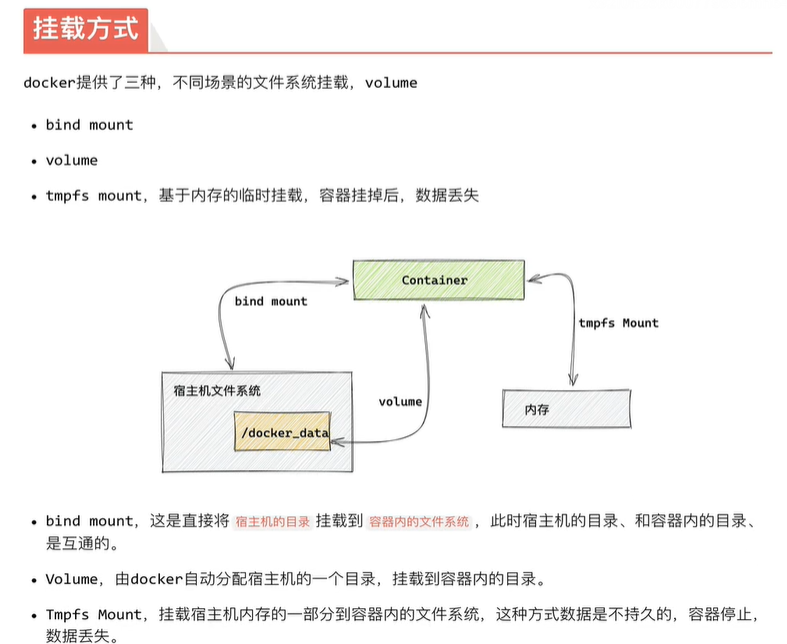 挂载方式
docker提供了三种，不同场景的文件系统挂载，volume
• bind mount
• volume
• tmpfs mount，基于内存的临时挂载，容器挂掉后，数据丢失
Container
bind mount
tmpfs Mount
宿主机文件系统
volume
内存
/docker_data
• bind mount，这是直接将 宿主机的目录 挂载到 容器内的文件系统 ，此时宿主机的目录、和容器内的目录、
是互通的。
• Volume，由docker自动分配宿主机的一个目录，挂载到容器内的目录。
• Tmpfs Mount，挂载宿主机内存的一部分到容器内的文件系统，这种方式数据是不持久的，容器停止，
数据丢失。